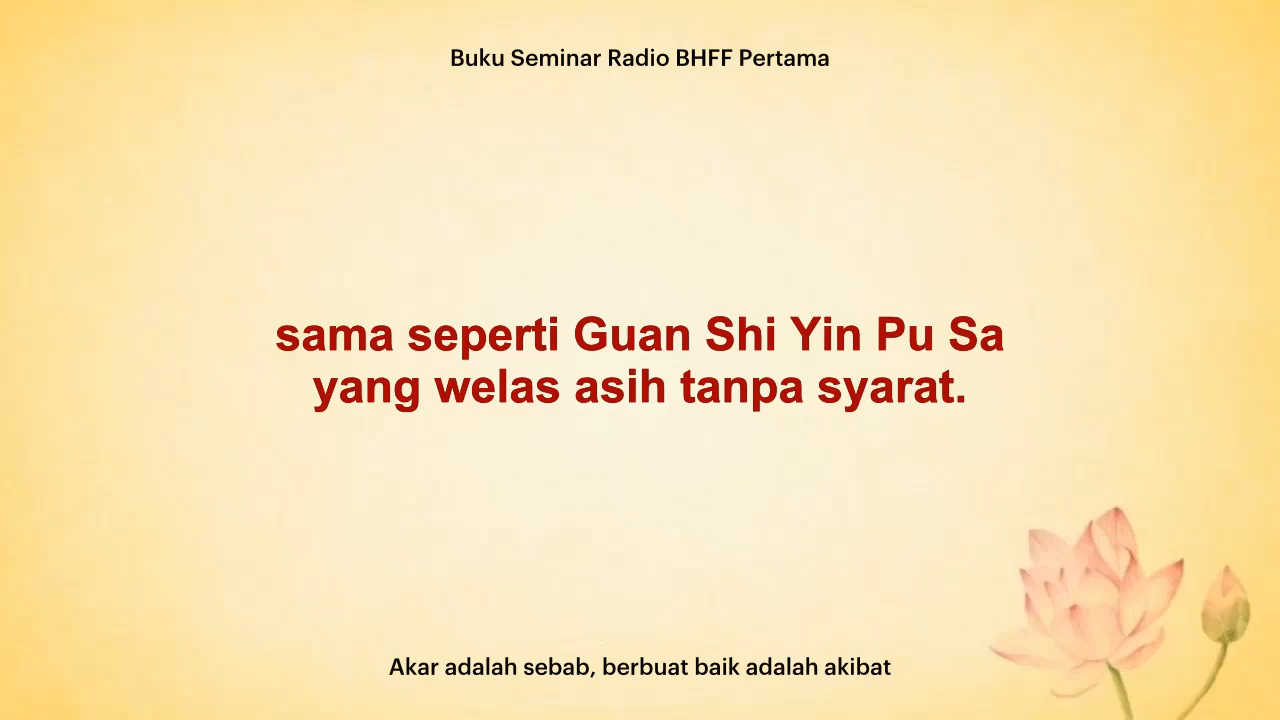 Buku Seminar Radio BHFF Pertama
sama seperti Guan Shi Yin Pu Sa
yang welas asih tanpa syarat.
Akar adalah sebab, berbuat baik adalah akibat